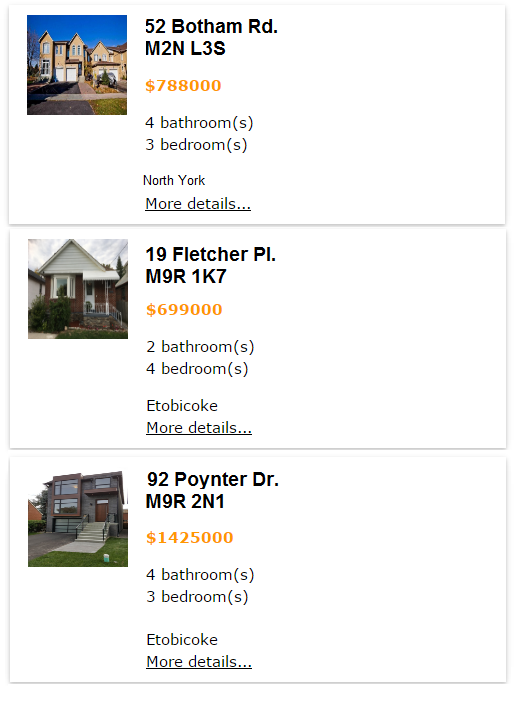 52 Botham Rd.
M2N L3S
$788000
4 bathroom(s)
3 bedroom(s)
North York
More details...
19 Fletcher Pl.
M9R 1K7
$699000
2 bathroom(s)
4 bedroom(s)
Etobicoke
More details...
92 Poynter Dr.
M9R 2N1
$1425000
4 bathroom(s)
3 bedroom(s)
Etobicoke
More details...